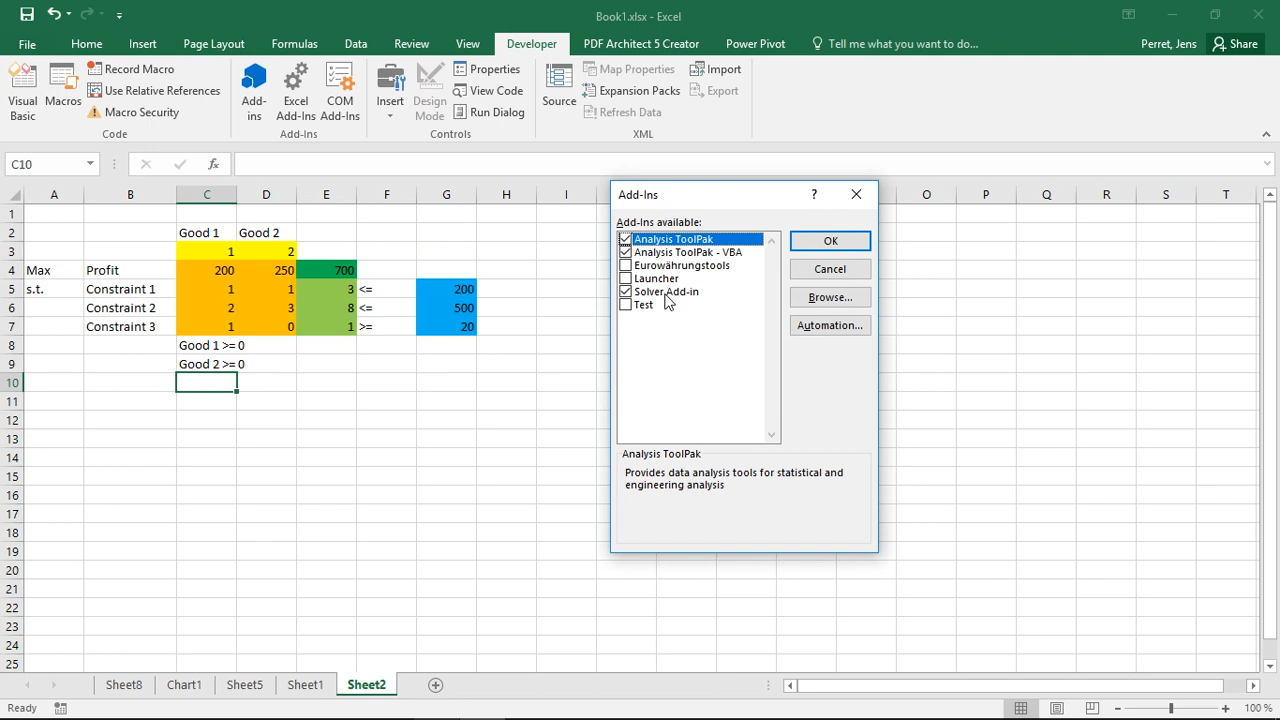 Book1.xlsx - Excel
File Home Insert Page Layout Formulas Data Review View Developer PDF Architect 5 Creator Power Pivot Tell me what you want to do... Perret, Jens Share
Visual Basic
Macros
Record Macro
Use Relative References
Macro Security
Code
Add-ins
Excel Add-Ins
COM Add-Ins
Add-Ins
Insert
Design Mode
Properties
View Code
Run Dialog
Controls
Source
Map Properties
Expansion Packs
Refresh Data
Import
Export
XML
C10 fx
A B C D E F G H I O P Q R S T
1
2 Good 1 Good 2
1 2
4 Max Profit 200 250 700
5 s.t. Constraint 1 1 1 3 <= 200
6 Constraint 2 2 3 8 <= 500
7 Constraint 3 1 0 1 >= 20
8 Good 1 >= 0
9 Good 2 >= 0
10
11
12
13
14
15
16
17
18
19
20
21
22
23
24
25
Add-Ins ?
Add-Ins available:
Analysis ToolPak
Analysis ToolPak - VBA
Eurowährungstools
Launcher
Solver Add-in
Test
OK
Cancel
Browse...
Automation...
Analysis ToolPak
Provides data analysis tools for statistical and
engineering analysis
Sheet8 Chart1 Sheet5 Sheet1 Sheet2
Ready 100 %